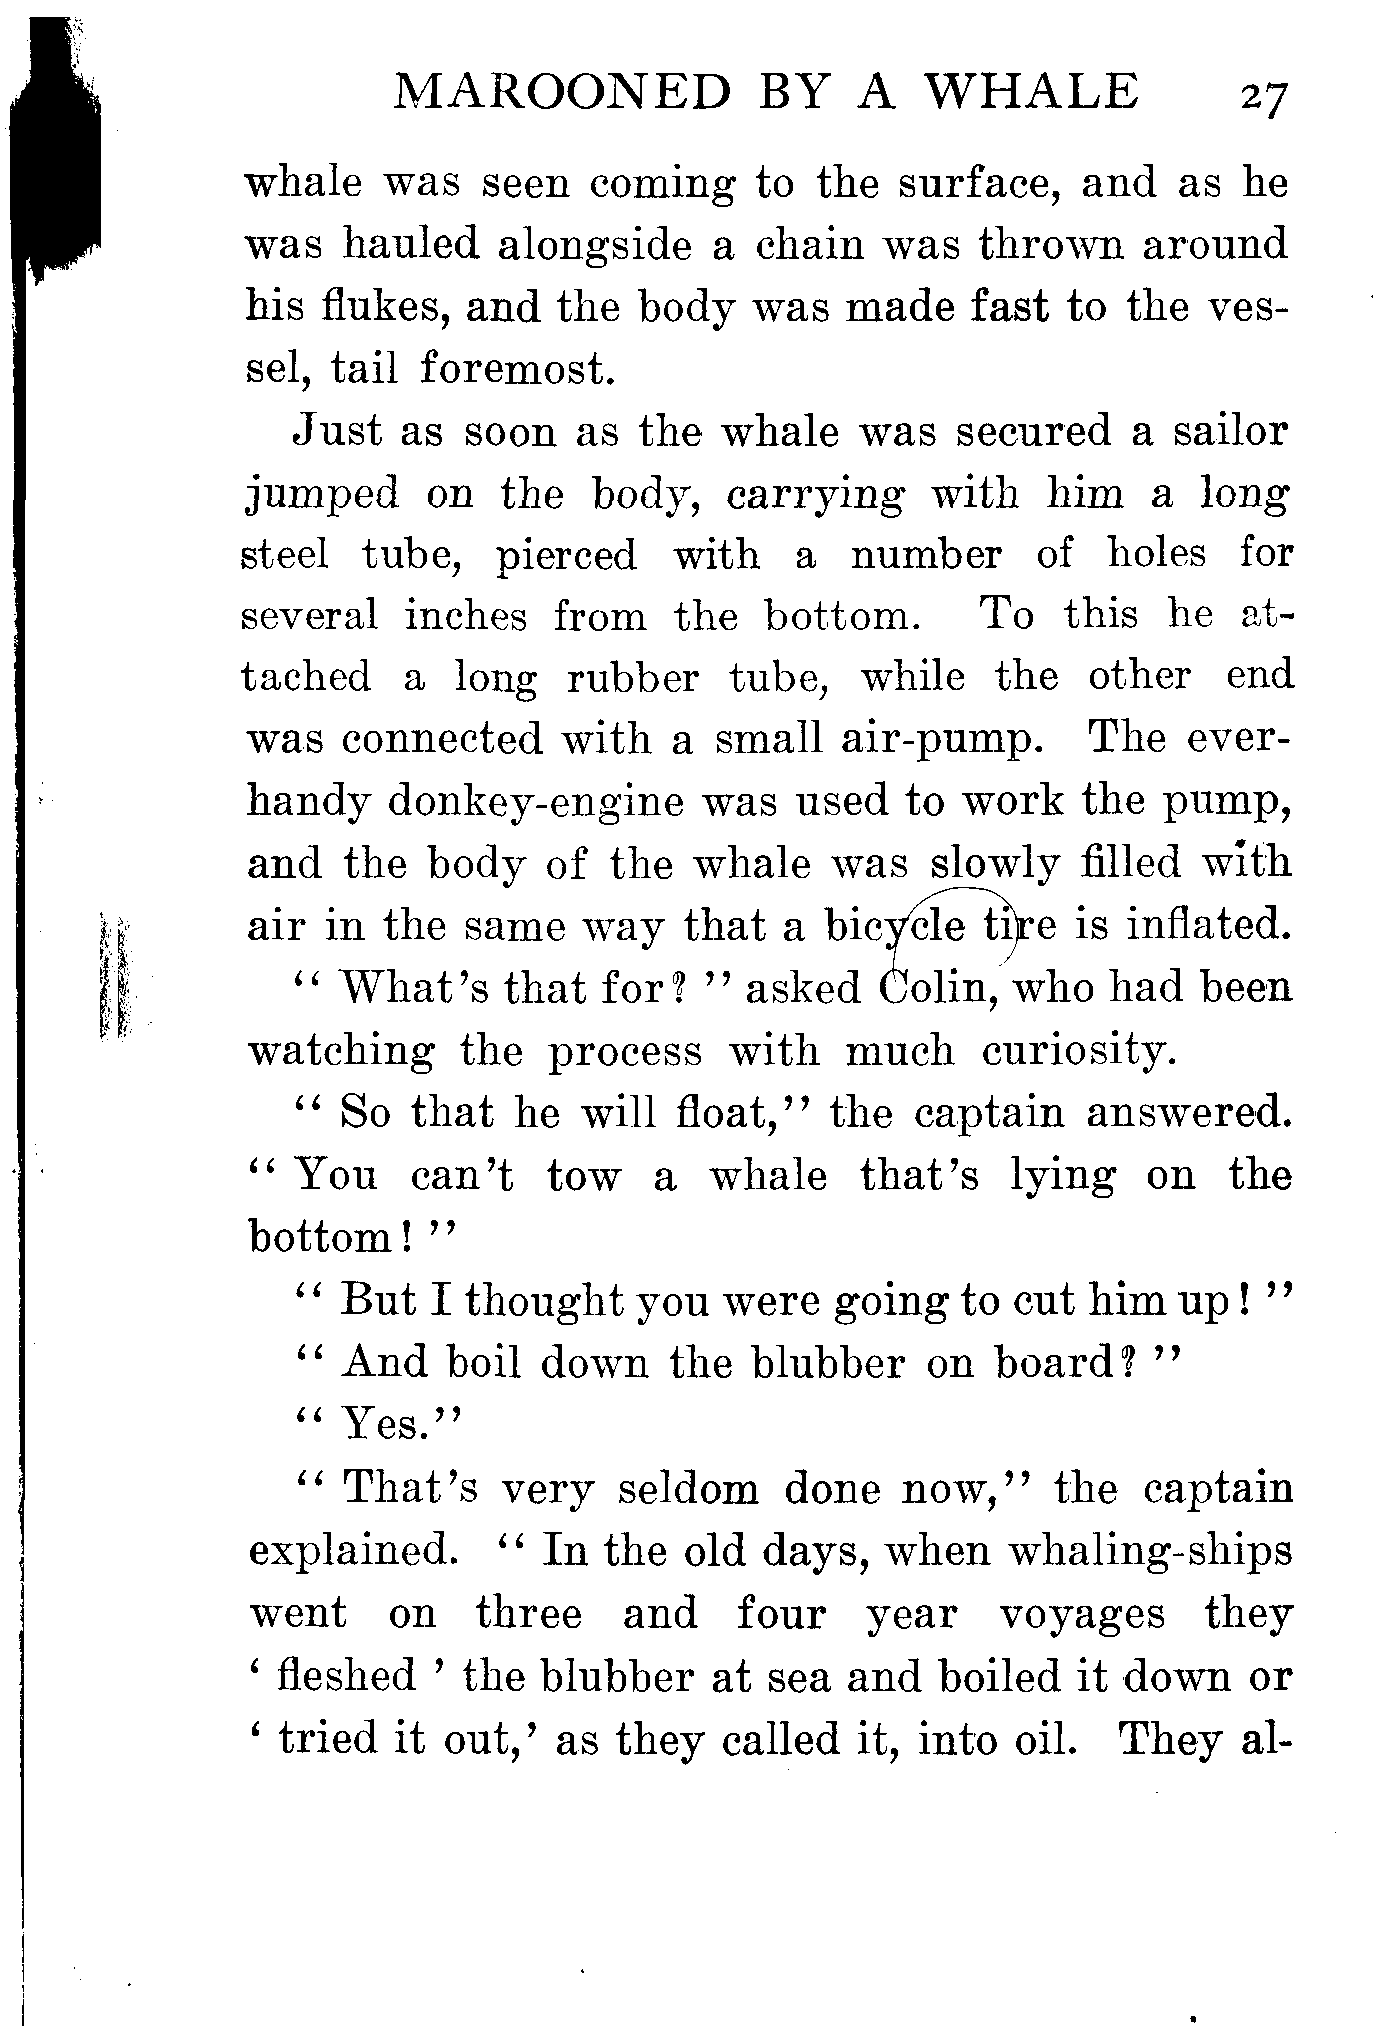 MAROONED BY A WHALE 27
whale was seen coming to the surface, and as he
was hauled alongside a chain was thrown around
his flukes, and the body was made fast to the ves-
sel, tail foremost.
Just as soon as the whale was secured a sailor
jumped on the body, carrying with him a long
steel tube, pierced with a number of holes for
several inches from the bottom. To this he at-
tached a long rubber tube, while the other end
was connected with a small air-pump. The ever-
handy donkey-engine was used to work the pump,
and the body of the whale was slowly filled with
air in the same way that a bicycle tire is inflated.
“ What’s that for? ” asked Colin, who had been
watching the process with much curiosity.
“ So that he will float,” the captain answered.
“ You can’t tow a whale that’s lying on the
bottom! ”
“ But I thought you were going to cut him up! ”
“ And boil down the blubber on board? ”
“ Yes.”
“ That’s very seldom done now,” the captain
explained. “ In the old days, when whaling-ships
went on three and four year voyages they
‘ fleshed ’ the blubber at sea and boiled it down or
‘ tried it out,’ as they called it, into oil. They al-